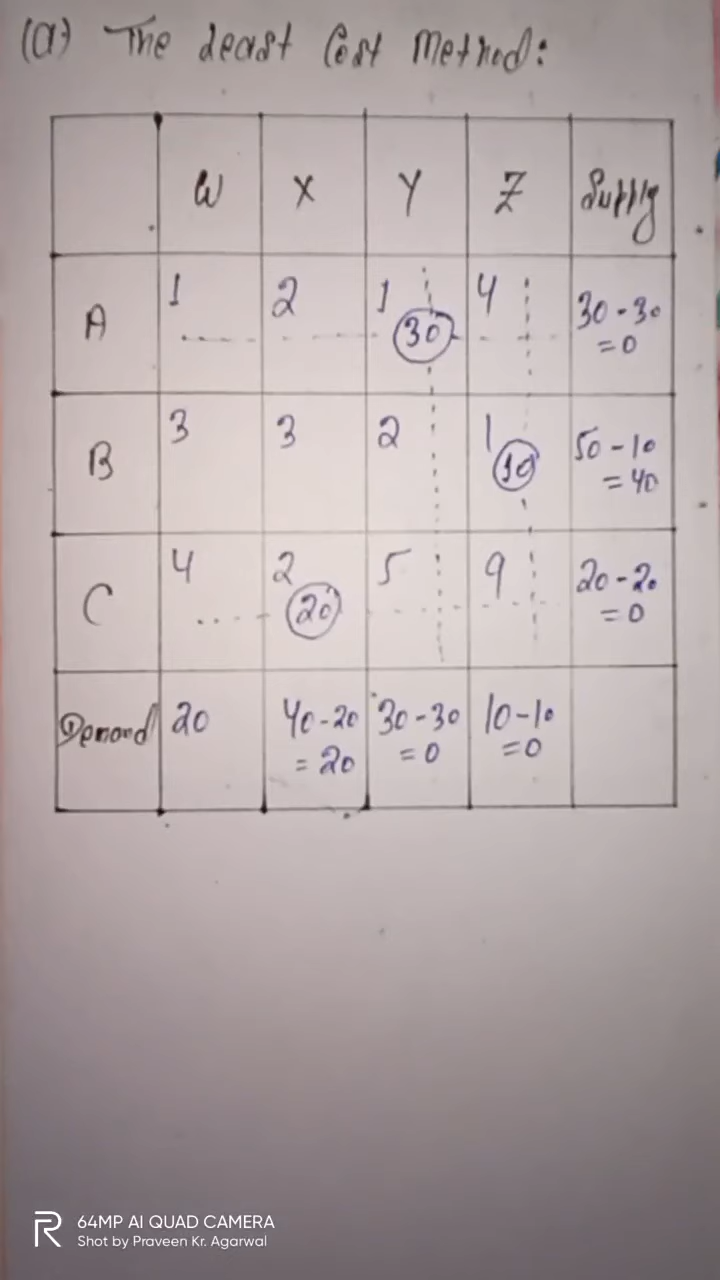 (a) The Least Cost Method:
W X Y Z Supply
A 1 2 1 (30) 4 30 - 30 = 0
B 3 3 2 1 (10) 50 - 10 = 40
C 4 2 (20) 5 9 20 - 20 = 0
Demand 20 40 - 20 = 20 30 - 30 = 0 10 - 10 = 0
64MP AI QUAD CAMERA
Shot by Praveen Kr. Agarwal